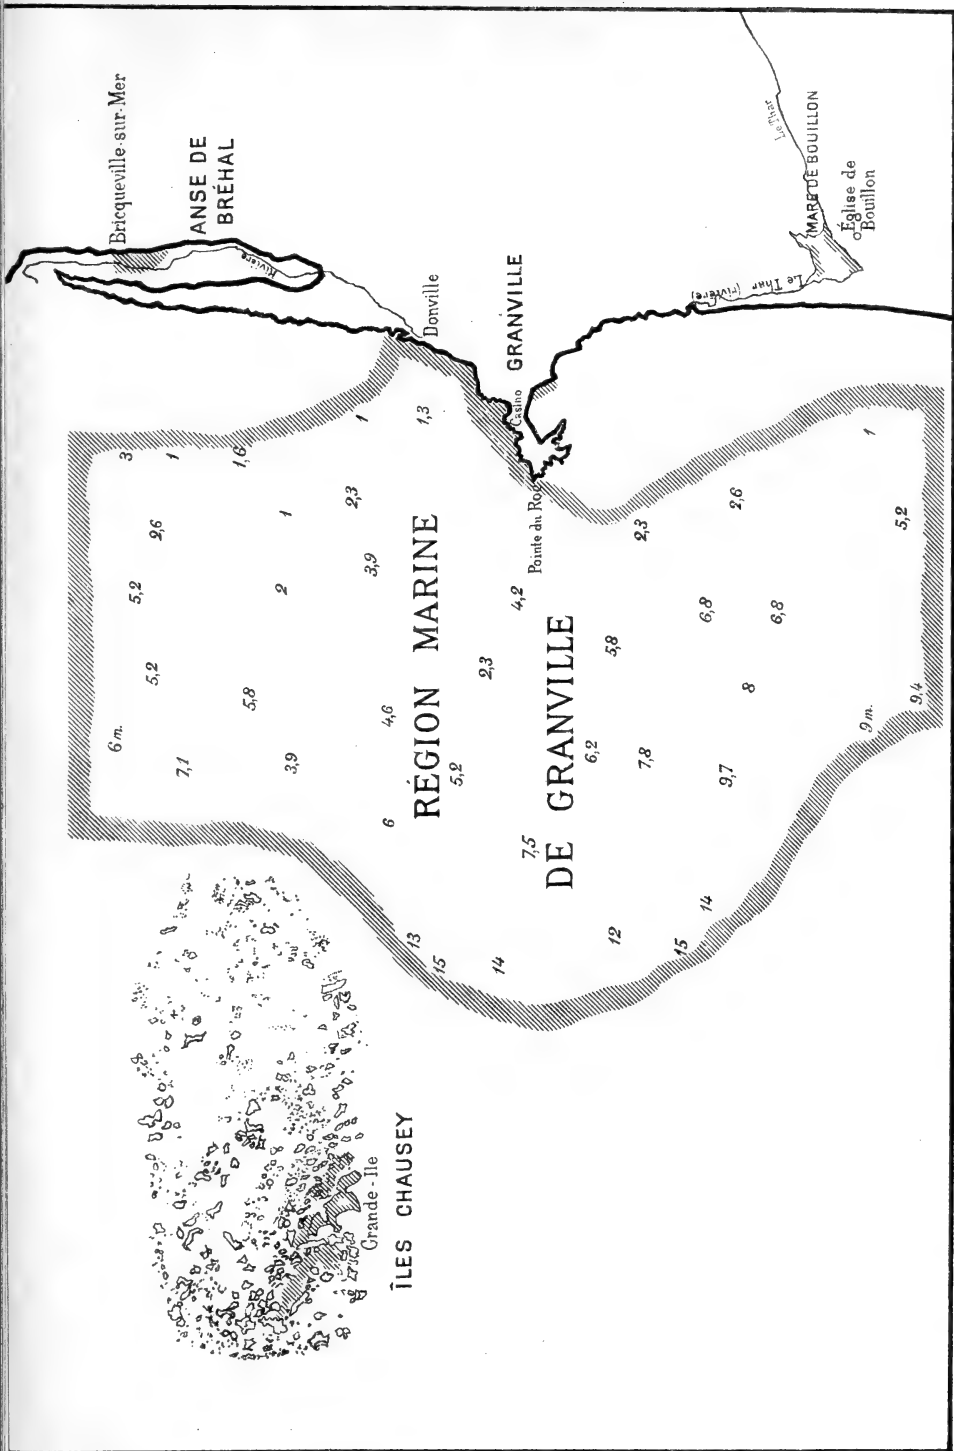 6 m.
Bricqueville-sur-Mer
3
5,2
5,2
2,6
1
7,1
ANSE DE
BRÉHAL
1,6
5,8
Rivière
2
1
3,9
2,3
1
Grande-Ile
3,9
6
4,6
ÎLES CHAUSEY
13
1,3
RÉGION MARINE
Donville
15
5,2
2,3
14
GRANVILLE
Casino
4,2
7,5
Pointe du Roc
DE GRANVILLE
6,2
5,8
12
2,3
7,8
15
14
6,8
9,7
2,6
8
Le Thar
6,8
Le Thar (rivière)
MARE DE BOUILLON
Église de
Bouillon
9 m.
1
5,2
9,4